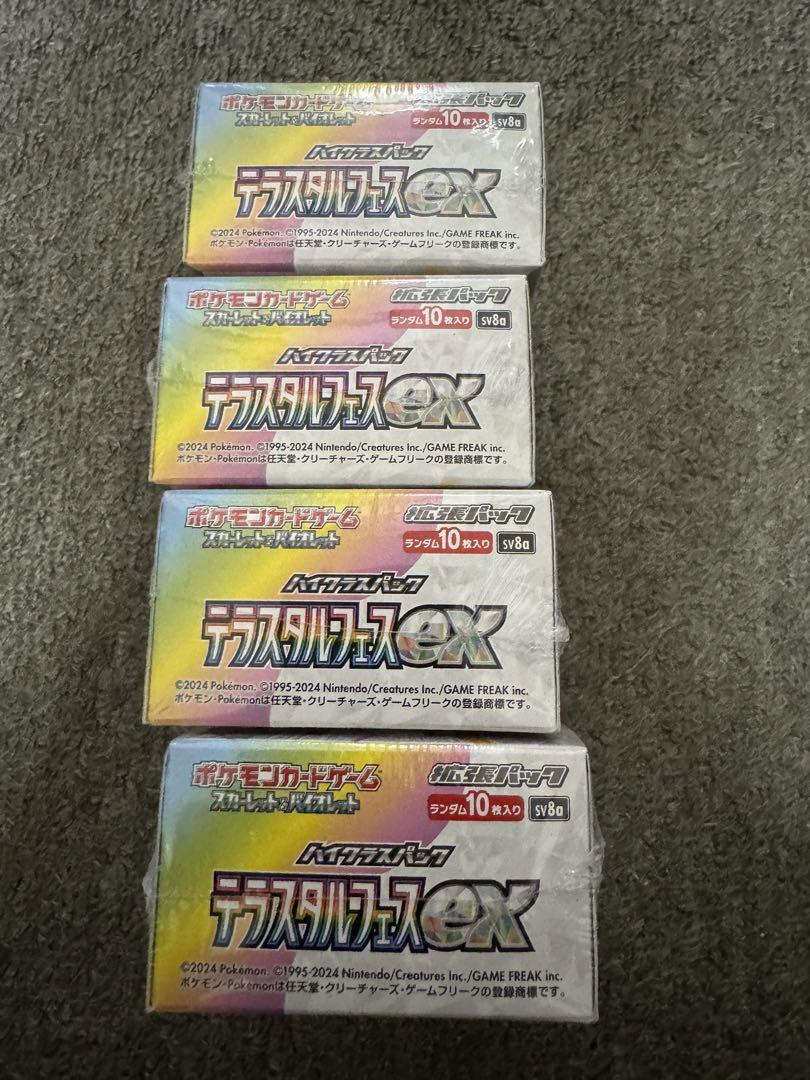 ポケモンカードゲーム 拡張パック
スカーレット&バイオレット ランダム10枚入り SV8a
ハイクラスパック
テラスタルフェスex
©2024 Pokémon. ©1995-2024 Nintendo/Creatures Inc./GAME FREAK inc.
ポケモン・Pokémonは任天堂・クリーチャーズ・ゲームフリークの登録商標です。
ポケモンカードゲーム 拡張パック
スカーレット&バイオレット ランダム10枚入り SV8a
ハイクラスパック
テラスタルフェスex
©2024 Pokémon. ©1995-2024 Nintendo/Creatures Inc./GAME FREAK inc.
ポケモン・Pokémonは任天堂・クリーチャーズ・ゲームフリークの登録商標です。
ポケモンカードゲーム 拡張パック
スカーレット&バイオレット ランダム10枚入り SV8a
ハイクラスパック
テラスタルフェスex
©2024 Pokémon. ©1995-2024 Nintendo/Creatures Inc./GAME FREAK inc.
ポケモン・Pokémonは任天堂・クリーチャーズ・ゲームフリークの登録商標です。
ポケモンカードゲーム 拡張パック
スカーレット&バイオレット ランダム10枚入り SV8a
ハイクラスパック
テラスタルフェスex
©2024 Pokémon. ©1995-2024 Nintendo/Creatures Inc./GAME FREAK inc.
ポケモン・Pokémonは任天堂・クリーチャーズ・ゲームフリークの登録商標です。